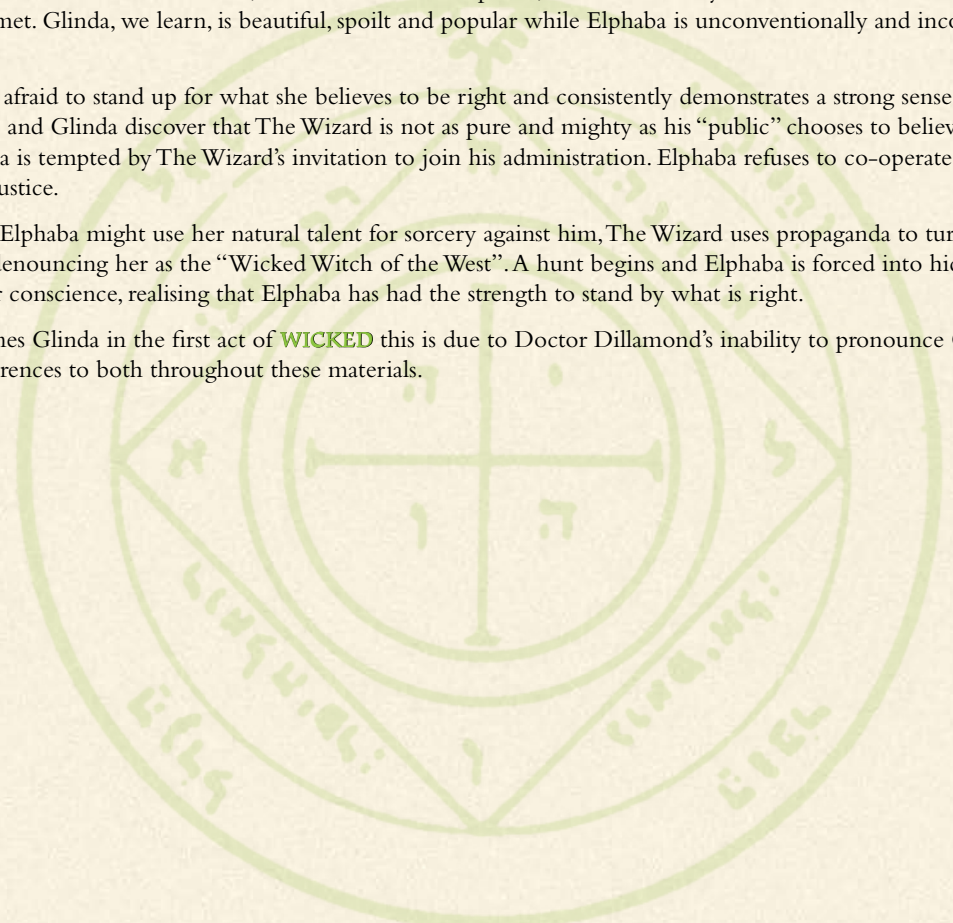 met. Glinda, we learn, is beautiful, spoilt and popular while Elphaba is unconventionally and inco
afraid to stand up for what she believes to be right and consistently demonstrates a strong sense
and Glinda discover that The Wizard is not as pure and mighty as his “public” chooses to believ
a is tempted by The Wizard’s invitation to join his administration. Elphaba refuses to co-operate
ustice.
Elphaba might use her natural talent for sorcery against him, The Wizard uses propaganda to tur
denouncing her as the “Wicked Witch of the West”. A hunt begins and Elphaba is forced into hid
r conscience, realising that Elphaba has had the strength to stand by what is right.
nes Glinda in the first act of WICKED this is due to Doctor Dillamond’s inability to pronounce
rences to both throughout these materials.
י ה
ל א
ה ו